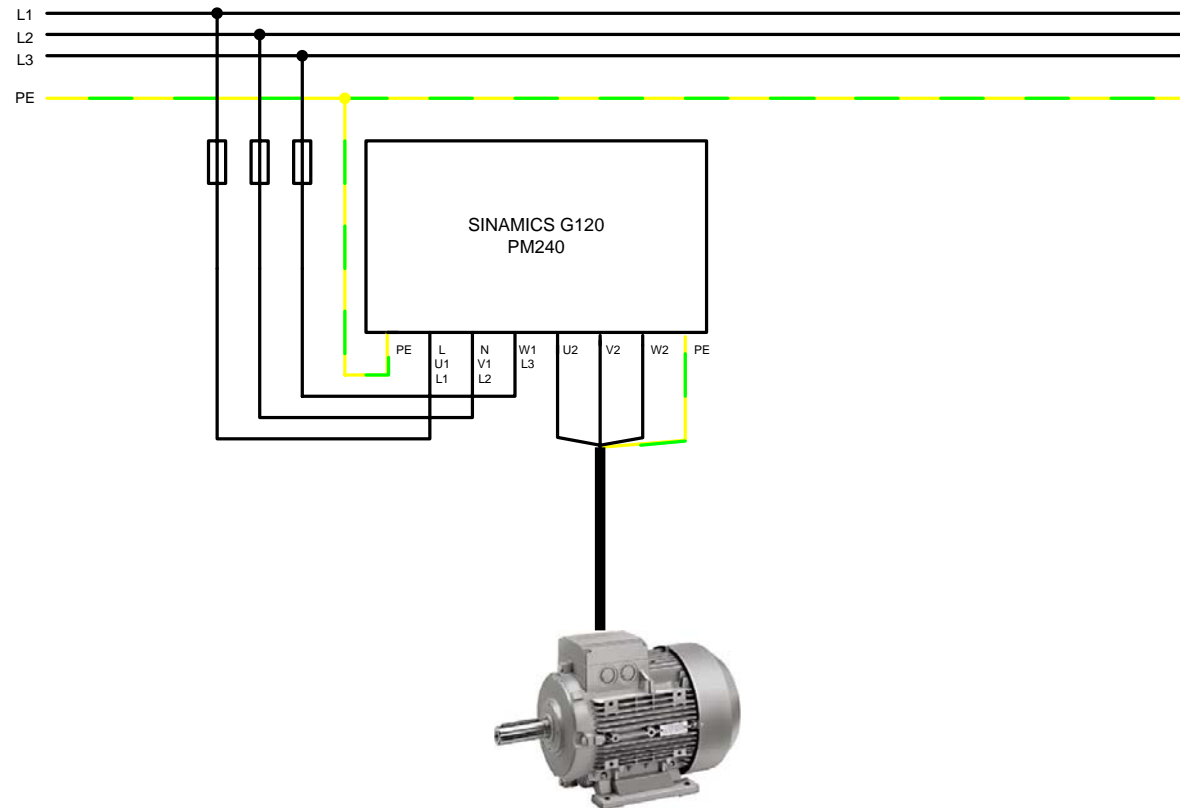 L1
L2
L3
PE
SINAMICS G120
PM240
PE L N W1 U2 V2 W2 PE
U1 V1 L3
L1 L2